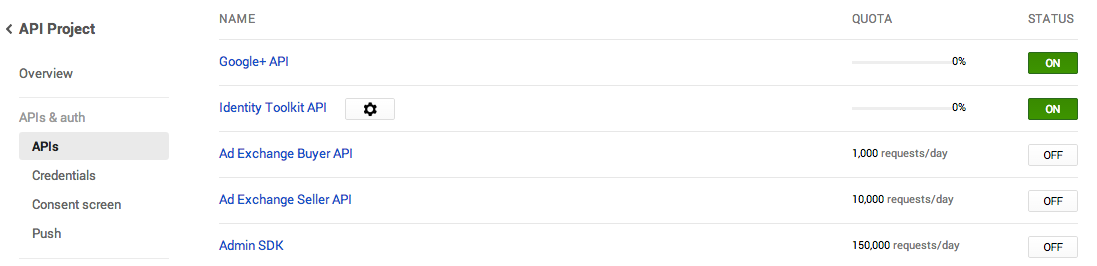 API Project
Overview
APIs & auth
APIs
Credentials
Consent screen
Push
NAME QUOTA STATUS
Google+ API 0% ON
Identity Toolkit API 0% ON
Ad Exchange Buyer API 1,000 requests/day OFF
Ad Exchange Seller API 10,000 requests/day OFF
Admin SDK 150,000 requests/day OFF